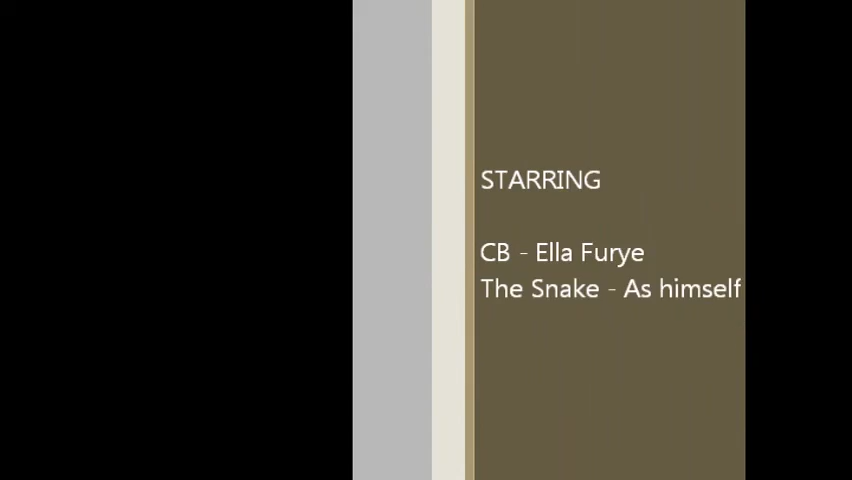 STARRING
CB - Ella Furye
The Snake - As himself